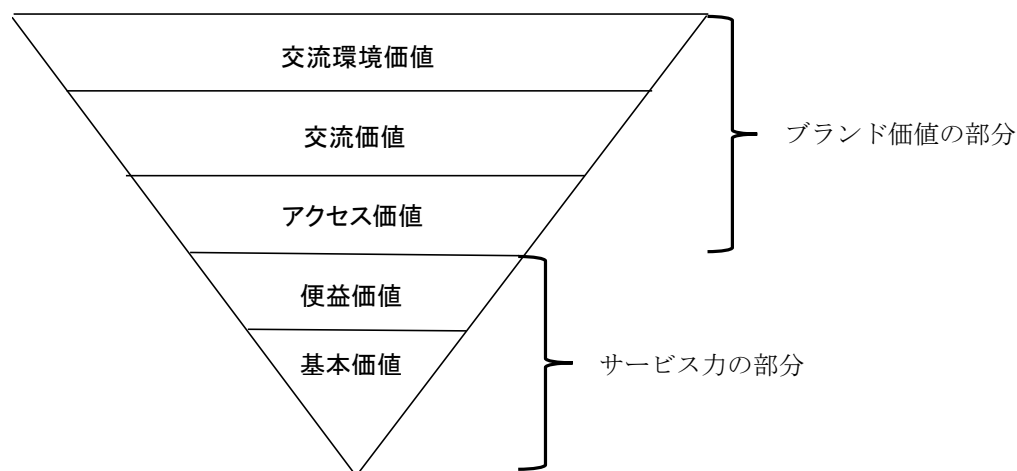 交流環境価値
交流価値
ブランド価値の部分
アクセス価値
便益価値
基本価値
サービス力の部分